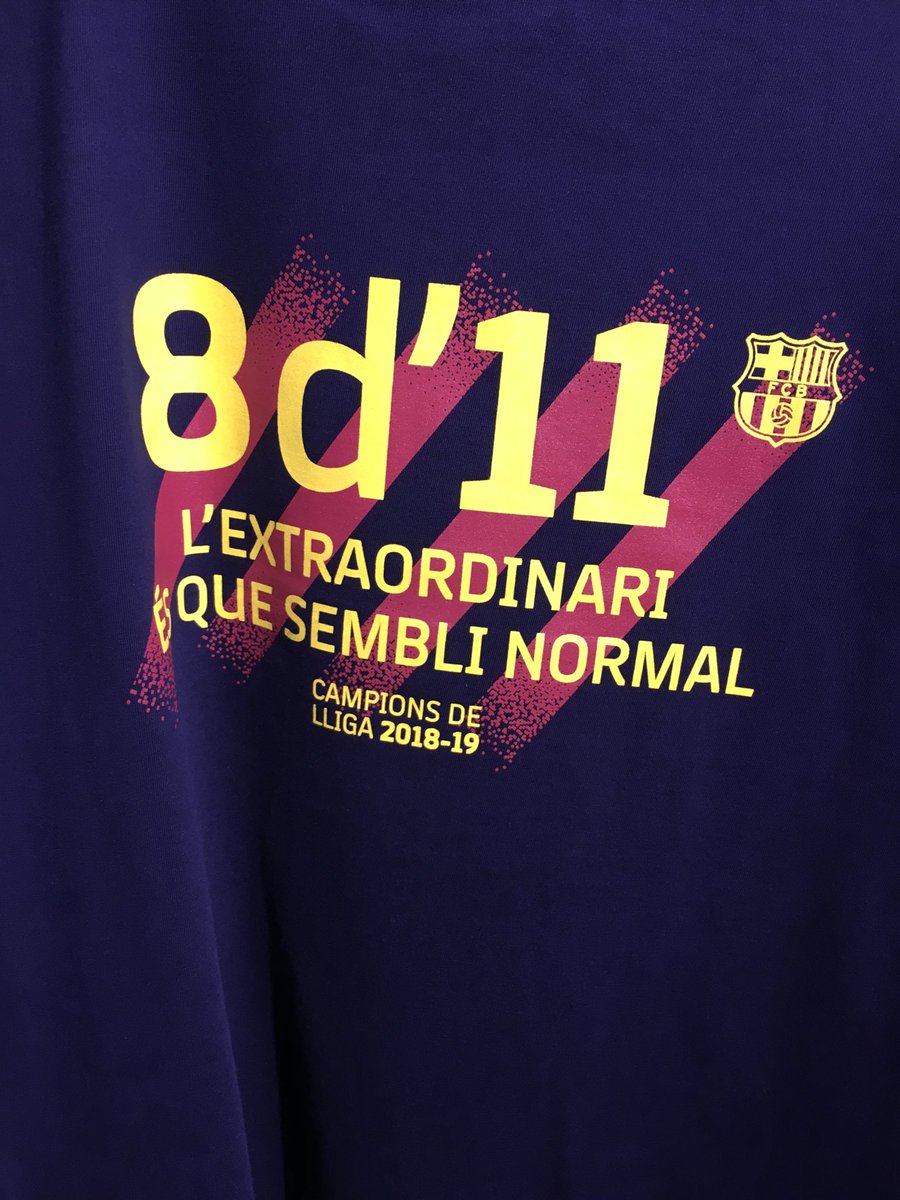 8d'11
FCB
L'EXTRAORDINARI
ÉS QUE SEMBLI NORMAL
CAMPIONS DE
LLIGA 2018-19